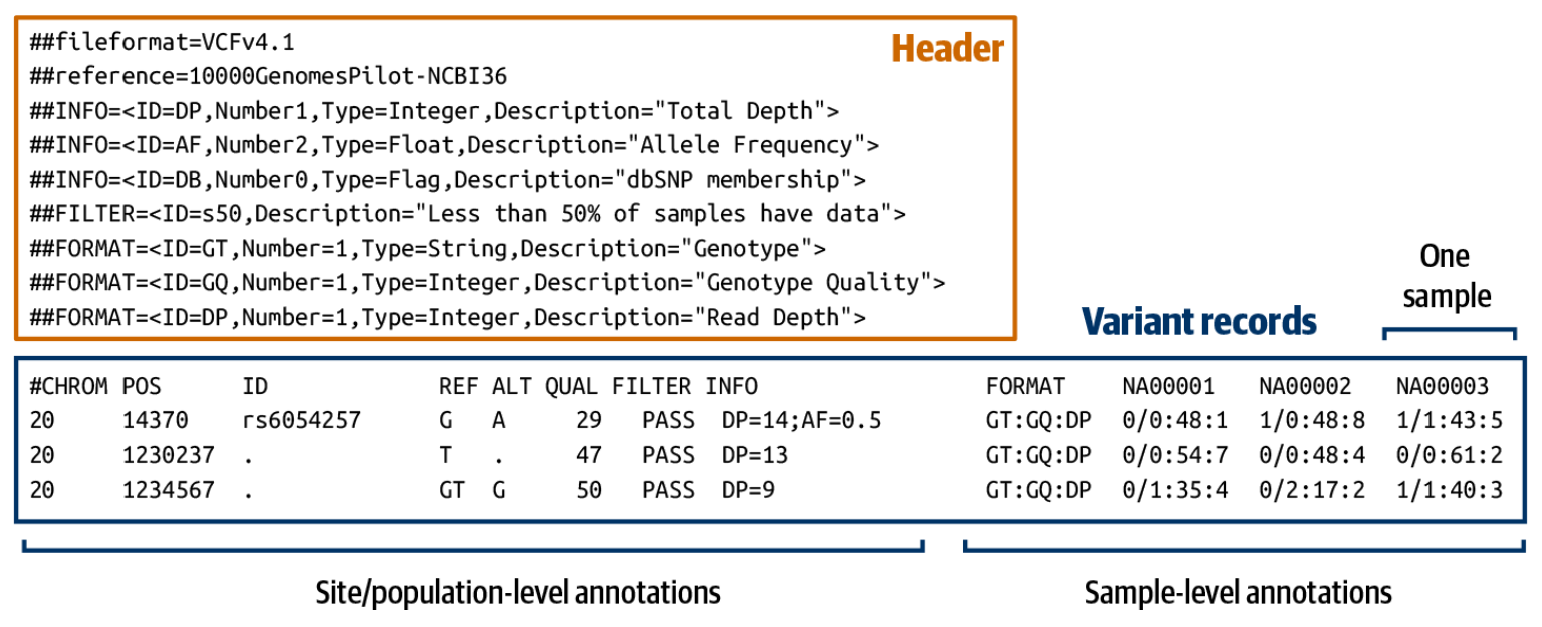 ##fileformat=VCFv4.1
Header
##reference=10000GenomesPilot-NCBI36
##INFO=<ID=DP,Number1,Type=Integer,Description="Total Depth">
##INFO=<ID=AF,Number2,Type=Float,Description="Allele Frequency">
##INFO=<ID=DB,Number0,Type=Flag,Description="dbSNP membership">
##FILTER=<ID=s50,Description="Less than 50% of samples have data">
##FORMAT=<ID=GT,Number=1,Type=String,Description="Genotype">
##FORMAT=<ID=GQ,Number=1,Type=Integer,Description="Genotype Quality">
##FORMAT=<ID=DP,Number=1,Type=Integer,Description="Read Depth">
Variant records
One
sample
#CHROM POS ID REF ALT QUAL FILTER INFO FORMAT NA00001 NA00002 NA00003
20 14370 rs6054257 G A 29 PASS DP=14;AF=0.5 GT:GQ:DP 0/0:48:1 1/0:48:8 1/1:43:5
20 1230237 . T . 47 PASS DP=13 GT:GQ:DP 0/0:54:7 0/0:48:4 0/0:61:2
20 1234567 . GT G 50 PASS DP=9 GT:GQ:DP 0/1:35:4 0/2:17:2 1/1:40:3
Site/population-level annotations
Sample-level annotations